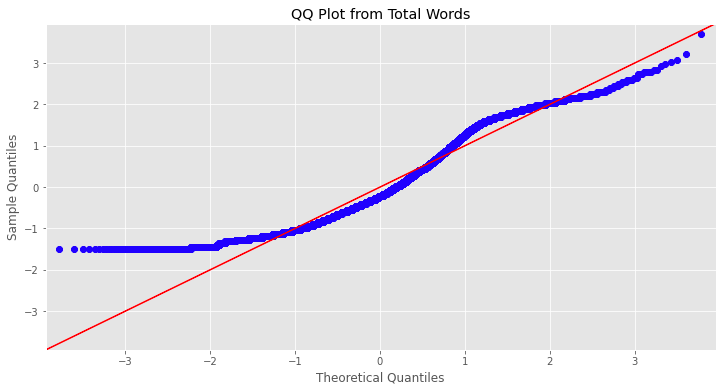 QQ Plot from Total Words
3
2
1
0
−1
−2
−3
Sample Quantiles
−3 −2 −1 0 1 2 3
Theoretical Quantiles